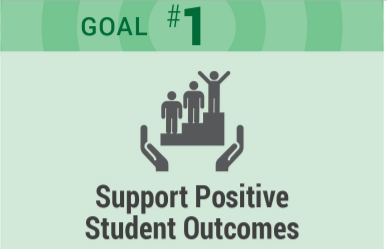 GOAL #1
Support Positive
Student Outcomes